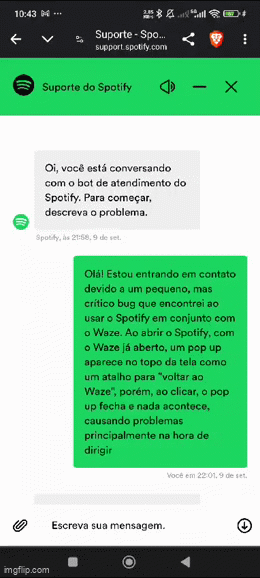 10:43
Suporte - Spo...
support.spotify.com
Suporte do Spotify
Oi, você está conversando
com o bot de atendimento do
Spotify. Para começar,
descreva o problema.
Spotify, às 21:58, 9 de set.
Olá! Estou entrando em contato
devido a um pequeno, mas
crítico bug que encontrei ao
usar o Spotify em conjunto com
o Waze. Ao abrir o Spotify, com
o Waze já aberto, um pop up
aparece no topo da tela como
um atalho para "voltar ao
Waze", porém, ao clicar, o pop
up fecha e nada acontece,
causando problemas
principalmente na hora de
dirigir
Você em 22:01, 9 de set.
Escreva sua mensagem.
imgflip.com